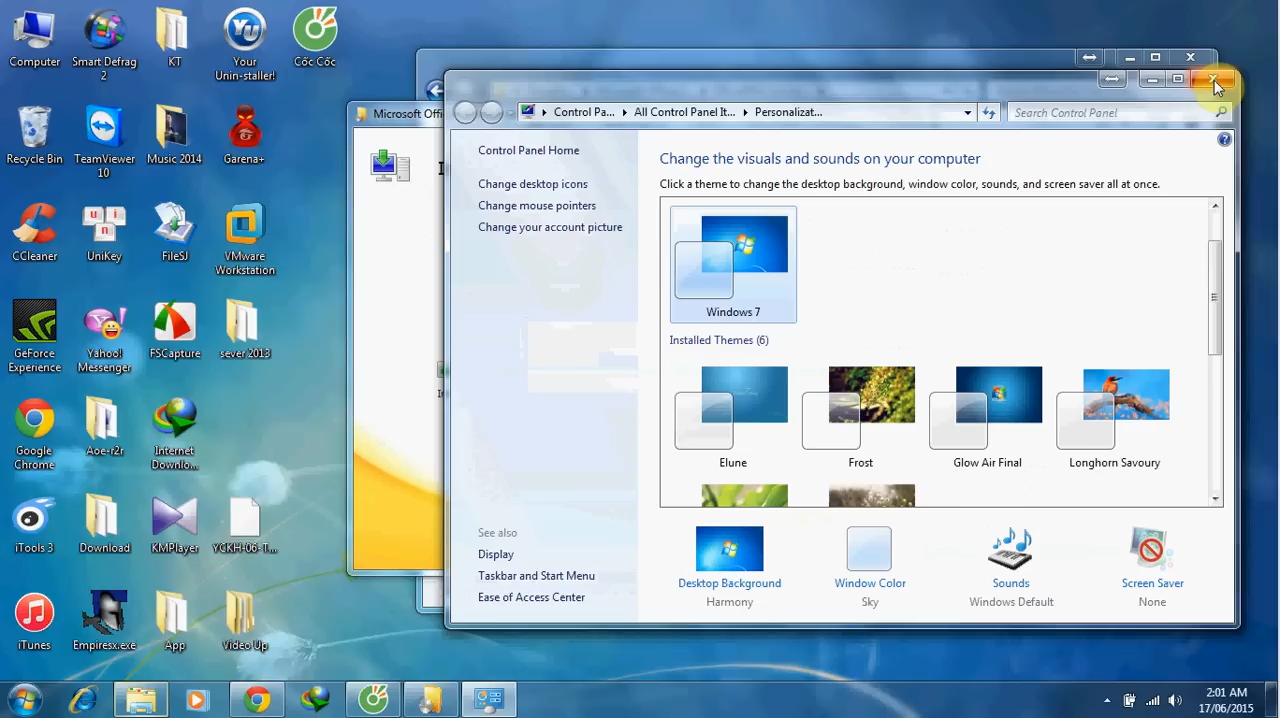 Computer
Smart Defrag
2
KT
Your
Unin-staller!
Cốc Cốc
Recycle Bin
TeamViewer
10
Music 2014
Garena+
CCleaner
UniKey
FileSJ
VMware
Workstation
GeForce
Experience
Yahoo!
Messenger
FSCapture
sever 2013
Google
Chrome
Aoe-r2r
Internet
Downlo...
iTools 3
Download
KMPlayer
YCKH-06- T...
iTunes
Empiresx.exe
App
Video Up
Microsoft Offi
Control Pa...
All Control Panel It...
Personalizat...
Search Control Panel
Control Panel Home
Change desktop icons
Change mouse pointers
Change your account picture
See also
Display
Taskbar and Start Menu
Ease of Access Center
Change the visuals and sounds on your computer
Click a theme to change the desktop background, window color, sounds, and screen saver all at once.
Windows 7
Installed Themes (6)
Elune
Frost
Glow Air Final
Longhorn Savoury
Desktop Background
Harmony
Window Color
Sky
Sounds
Windows Default
Screen Saver
None
2:01 AM
17/06/2015